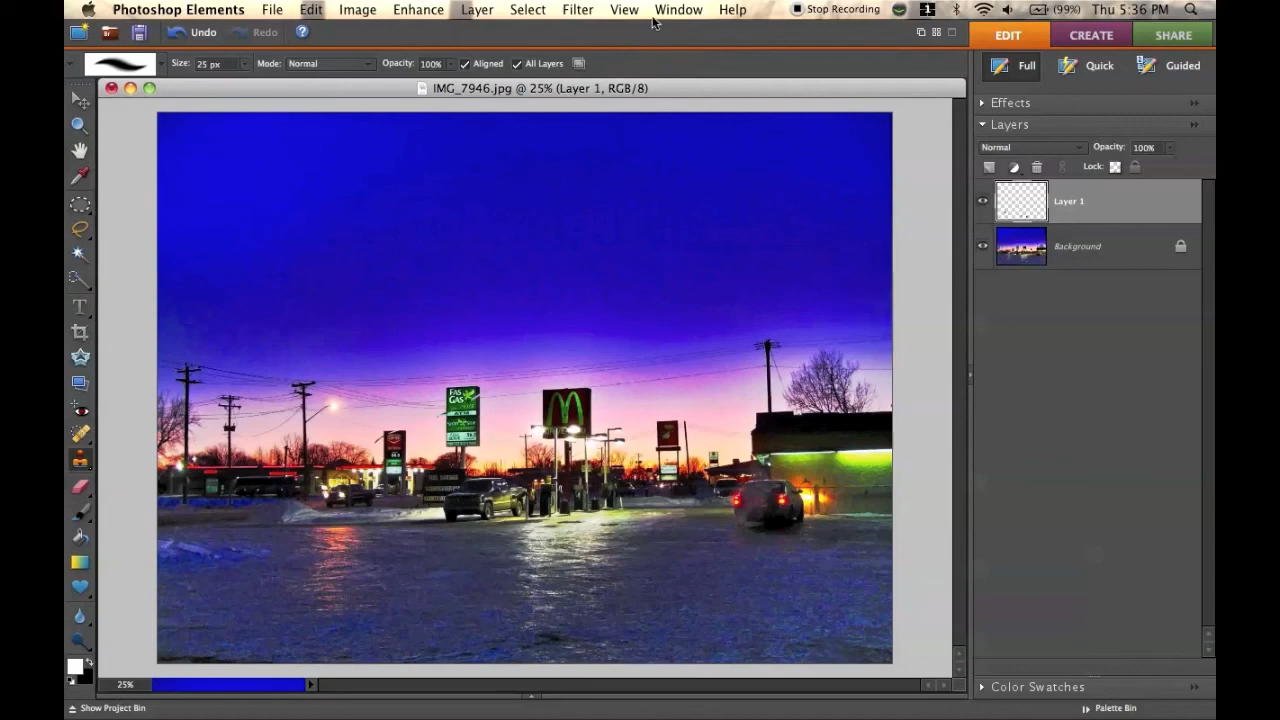 Photoshop Elements File Edit Image Enhance Layer Select Filter View Window Help Stop Recording 1 (99%) Thu 5:36 PM
Undo Redo EDIT CREATE SHARE
Size: 25 px Mode: Normal Opacity: 100% Aligned All Layers Full Quick Guided
IMG_7946.jpg @ 25% (Layer 1, RGB/8)
Effects
Layers
Normal Opacity: 100%
Lock:
Layer 1
Background
FAS GAS
25%
Color Swatches
Show Project Bin Palette Bin